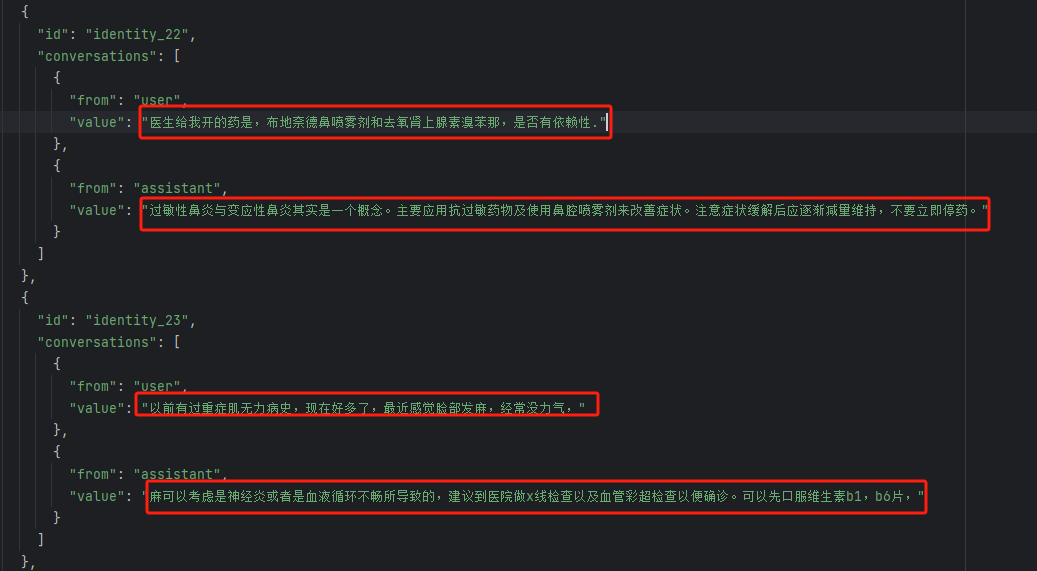 {
"id": "identity_22",
"conversations": [
{
"from": "user",
"value": "医生给我开的药是，布地奈德鼻喷雾剂和去氧肾上腺素溴苯那，是否有依赖性."
},
{
"from": "assistant",
"value": "过敏性鼻炎与变应性鼻炎其实是一个概念。主要应用抗过敏药物及使用鼻腔喷雾剂来改善症状。注意症状缓解后应逐渐减量维持，不要立即停药。"
}
]
},
{
"id": "identity_23",
"conversations": [
{
"from": "user",
"value": "以前有过重症肌无力病史，现在好多了，最近感觉脸部发麻，经常没力气，"
},
{
"from": "assistant",
"value": "麻可以考虑是神经炎或者是血液循环不畅所导致的，建议到医院做x线检查以及血管彩超检查以便确诊。可以先口服维生素b1，b6片，"
}
]
},